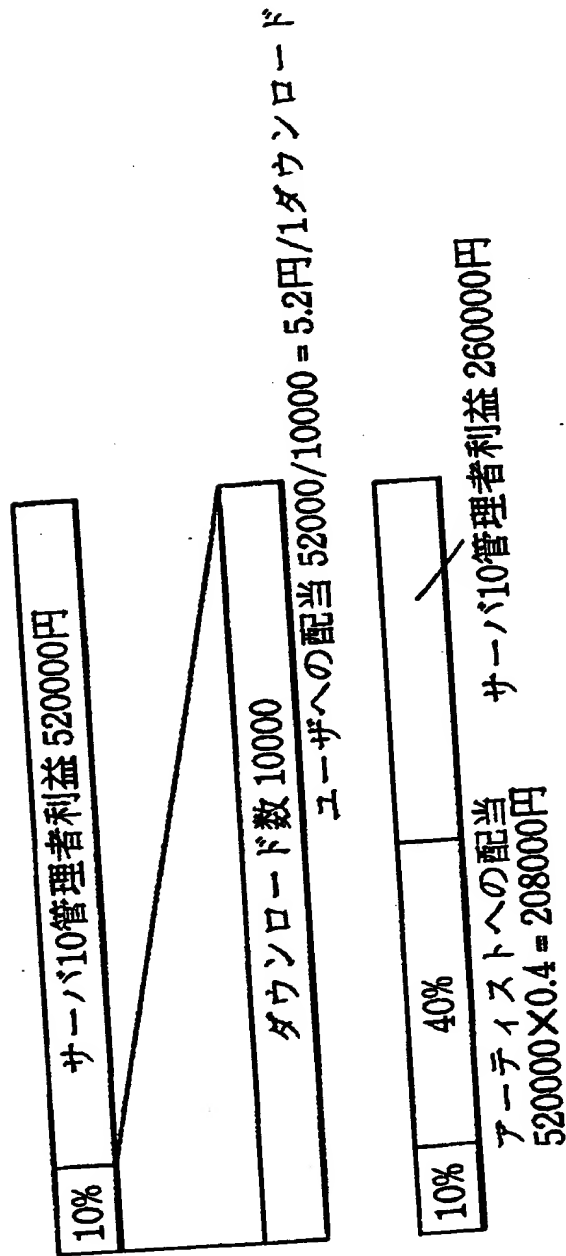 10%
サーバ10管理者利益 520000円
ダウンロード数 10000
ユーザへの配当 52000/10000 = 5.2円/1ダウンロード
10%
40%
アーティストへの配当
520000×0.4 = 208000円
サーバ10管理者利益 260000円